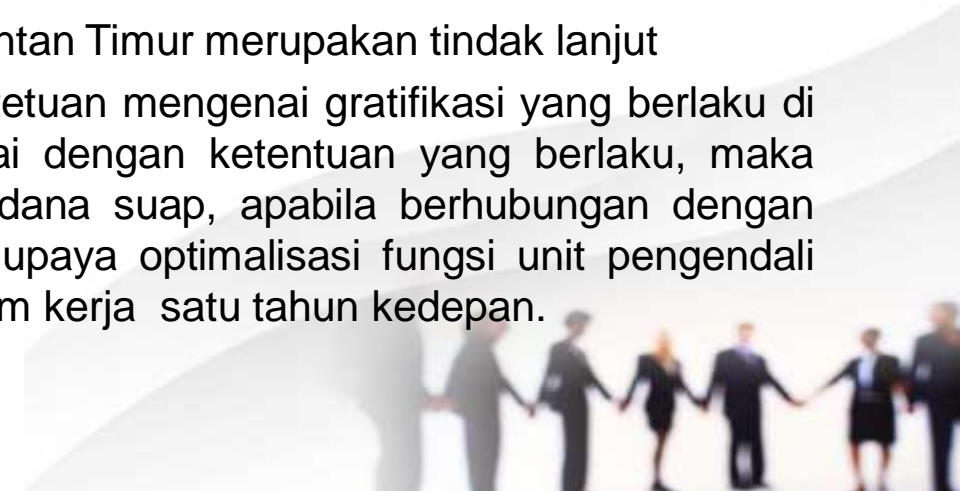 ntan Timur merupakan tindak lanjut
etuan mengenai gratifikasi yang berlaku di
ai dengan ketentuan yang berlaku, maka
dana suap, apabila berhubungan dengan
upaya optimalisasi fungsi unit pengendali
m kerja satu tahun kedepan.